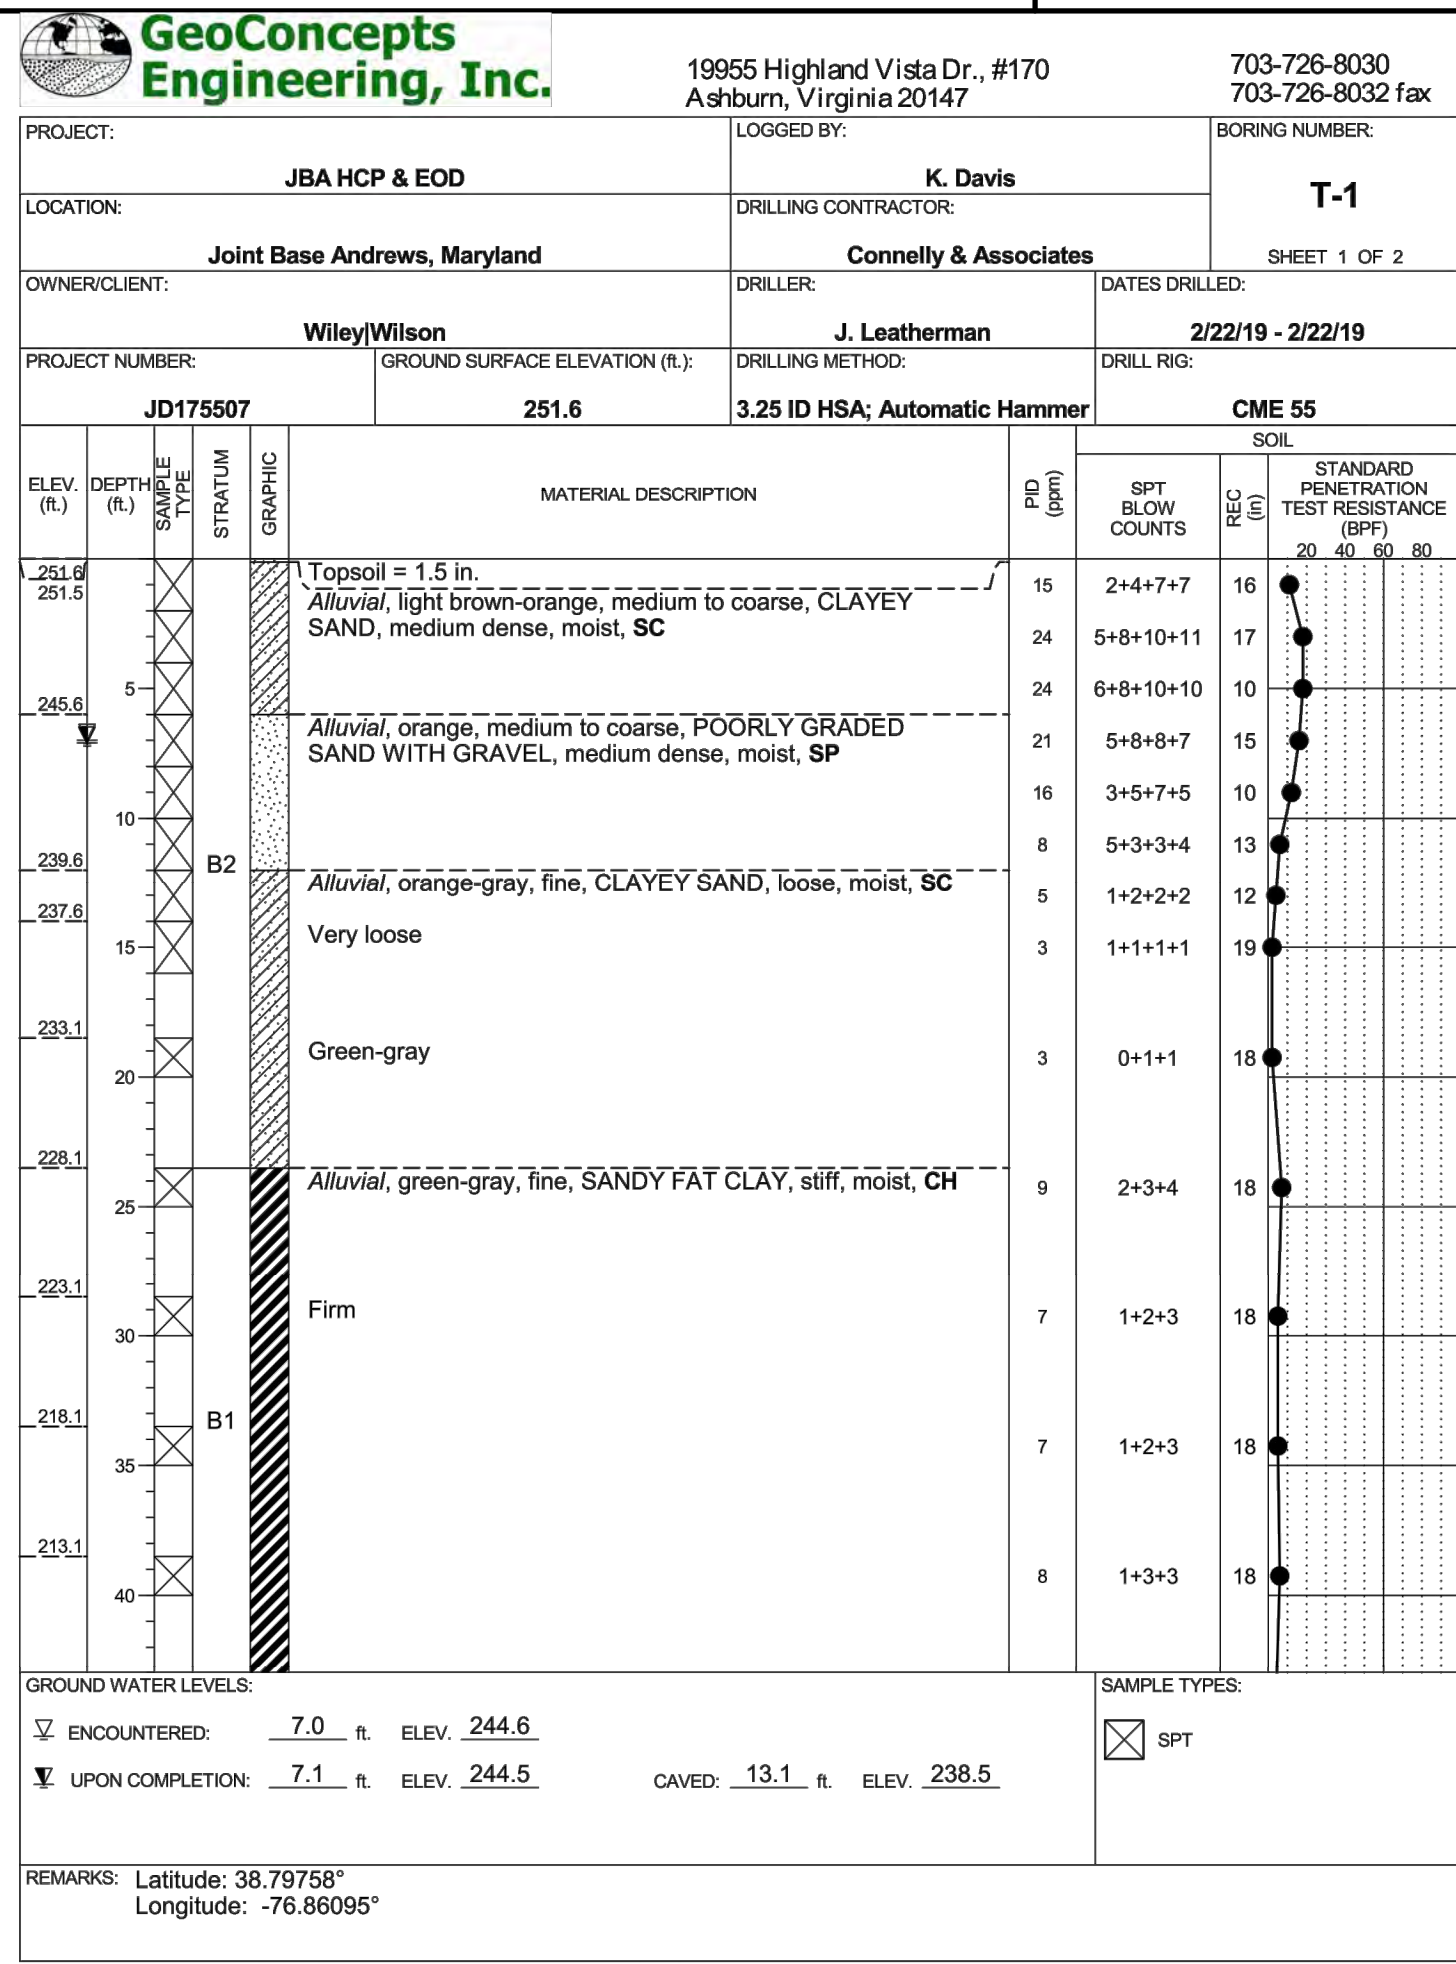 GeoConcepts
Engineering, Inc.
19955 Highland Vista Dr., #170
Ashburn, Virginia 20147
703-726-8030
703-726-8032 fax
PROJECT:
JBA HCP & EOD
LOGGED BY:
K. Davis
BORING NUMBER:
T-1
SHEET 1 OF 2
LOCATION:
Joint Base Andrews, Maryland
DRILLING CONTRACTOR:
Connelly & Associates
OWNER/CLIENT:
Wiley|Wilson
DRILLER:
J. Leatherman
DATES DRILLED:
2/22/19 - 2/22/19
PROJECT NUMBER:
JD175507
GROUND SURFACE ELEVATION (ft.):
251.6
DRILLING METHOD:
3.25 ID HSA; Automatic Hammer
DRILL RIG:
CME 55
ELEV.
(ft.)
DEPTH
(ft.)
SAMPLE
TYPE
STRATUM
GRAPHIC
MATERIAL DESCRIPTION
PID
(ppm)
SOIL
SPT
BLOW
COUNTS
REC
(in)
STANDARD
PENETRATION
TEST RESISTANCE
(BPF)
20 40 60 80
251.6
Topsoil = 1.5 in.
251.5
Alluvial, light brown-orange, medium to coarse, CLAYEY
SAND, medium dense, moist, SC
15 2+4+7+7 16
24 5+8+10+11 17
5
24 6+8+10+10 10
245.6
Alluvial, orange, medium to coarse, POORLY GRADED
SAND WITH GRAVEL, medium dense, moist, SP
21 5+8+8+7 15
16 3+5+7+5 10
10
8 5+3+3+4 13
239.6
B2
Alluvial, orange-gray, fine, CLAYEY SAND, loose, moist, SC
5 1+2+2+2 12
237.6
Very loose
15
3 1+1+1+1 19
233.1
Green-gray
3 0+1+1 18
20
228.1
Alluvial, green-gray, fine, SANDY FAT CLAY, stiff, moist, CH
9 2+3+4 18
25
223.1
Firm
7 1+2+3 18
30
218.1
B1
7 1+2+3 18
35
213.1
8 1+3+3 18
40
GROUND WATER LEVELS:
ENCOUNTERED: 7.0 ft. ELEV. 244.6
UPON COMPLETION: 7.1 ft. ELEV. 244.5 CAVED: 13.1 ft. ELEV. 238.5
SAMPLE TYPES:
SPT
REMARKS: Latitude: 38.79758°
Longitude: -76.86095°